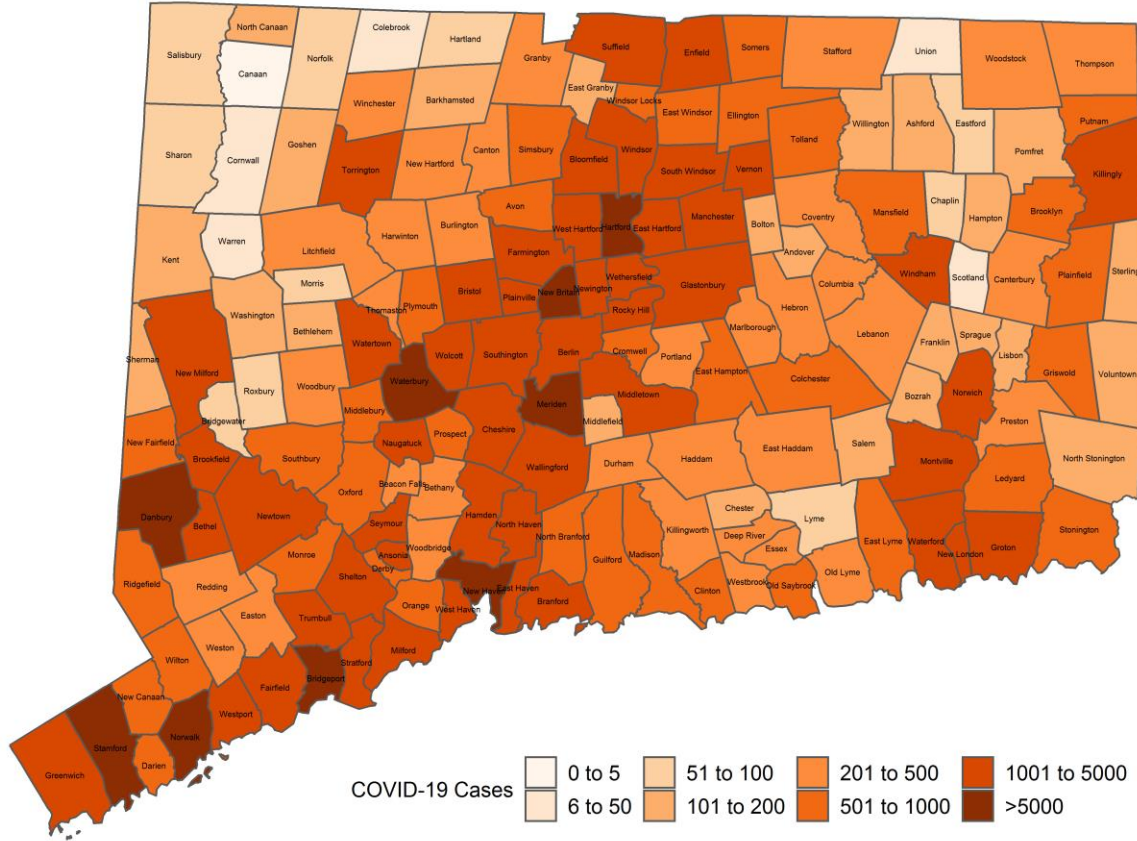 North Canaan
Colebrook
Hartland
Salisbury
Canaan
Norfolk
Granby
Suffield
Enfield
Somers
Stafford
Union
Woodstock
Thompson
Winchester
Barkhamsted
East Granby
Windsor Locks
East Windsor
Ellington
Willington
Ashford
Eastford
Putnam
Sharon
Cornwall
Goshen
Torrington
New Hartford
Canton
Simsbury
Bloomfield
Windsor
South Windsor
Vernon
Tolland
Pomfret
Killingly
Kent
Warren
Litchfield
Harwinton
Burlington
Avon
West Hartford
Hartford
East Hartford
Manchester
Bolton
Coventry
Andover
Mansfield
Chaplin
Hampton
Brooklyn
Morris
Farmington
Windham
Scotland
Canterbury
Plainfield
Sterling
Washington
Bethlehem
Watertown
Thomaston
Plymouth
Bristol
Plainville
New Britain
Newington
Wethersfield
Rocky Hill
Glastonbury
Marlborough
Hebron
Columbia
Lebanon
Franklin
Sprague
Lisbon
Griswold
Voluntown
Sherman
New Milford
Roxbury
Woodbury
Waterbury
Wolcott
Southington
Berlin
Cromwell
Portland
East Hampton
Colchester
Bozrah
Norwich
Preston
Bridgewater
Middlebury
Meriden
Middletown
Middlefield
New Fairfield
Brookfield
Southbury
Naugatuck
Prospect
Cheshire
Wallingford
Durham
Haddam
East Haddam
Salem
Montville
Ledyard
North Stonington
Danbury
Bethel
Newtown
Oxford
Beacon Falls
Bethany
Seymour
Hamden
North Haven
North Branford
Guilford
Madison
Killingworth
Chester
Deep River
Essex
Lyme
East Lyme
Waterford
New London
Groton
Stonington
Ridgefield
Redding
Monroe
Ansonia
Derby
Woodbridge
Shelton
Orange
New Haven
East Haven
West Haven
Branford
Clinton
Westbrook
Old Saybrook
Old Lyme
Easton
Weston
Trumbull
Wilton
Milford
Stratford
Bridgeport
Fairfield
New Canaan
Westport
Norwalk
Stamford
Darien
Greenwich
COVID-19 Cases
0 to 5
6 to 50
51 to 100
101 to 200
201 to 500
501 to 1000
1001 to 5000
>5000